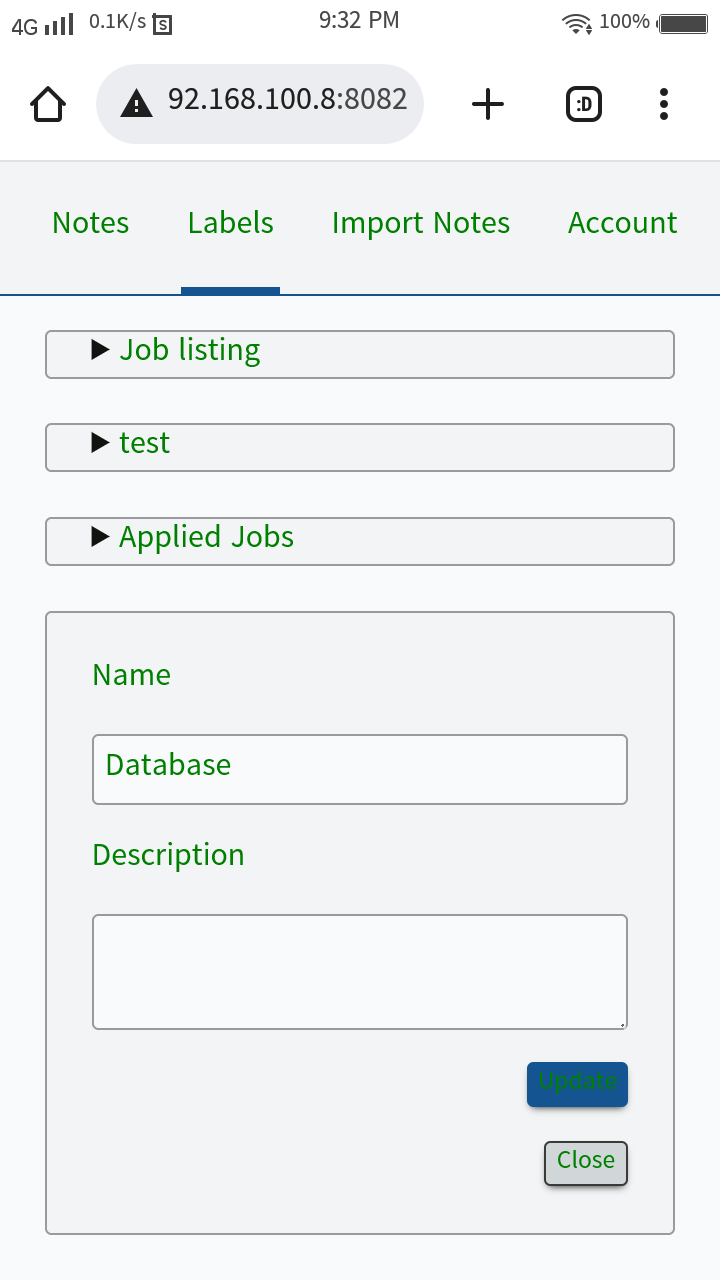 4G 0.1K/s S 9:32 PM 100%
92.168.100.8:8082 :D
Notes Labels Import Notes Account
Job listing
test
Applied Jobs
Name
Database
Description
Update
Close